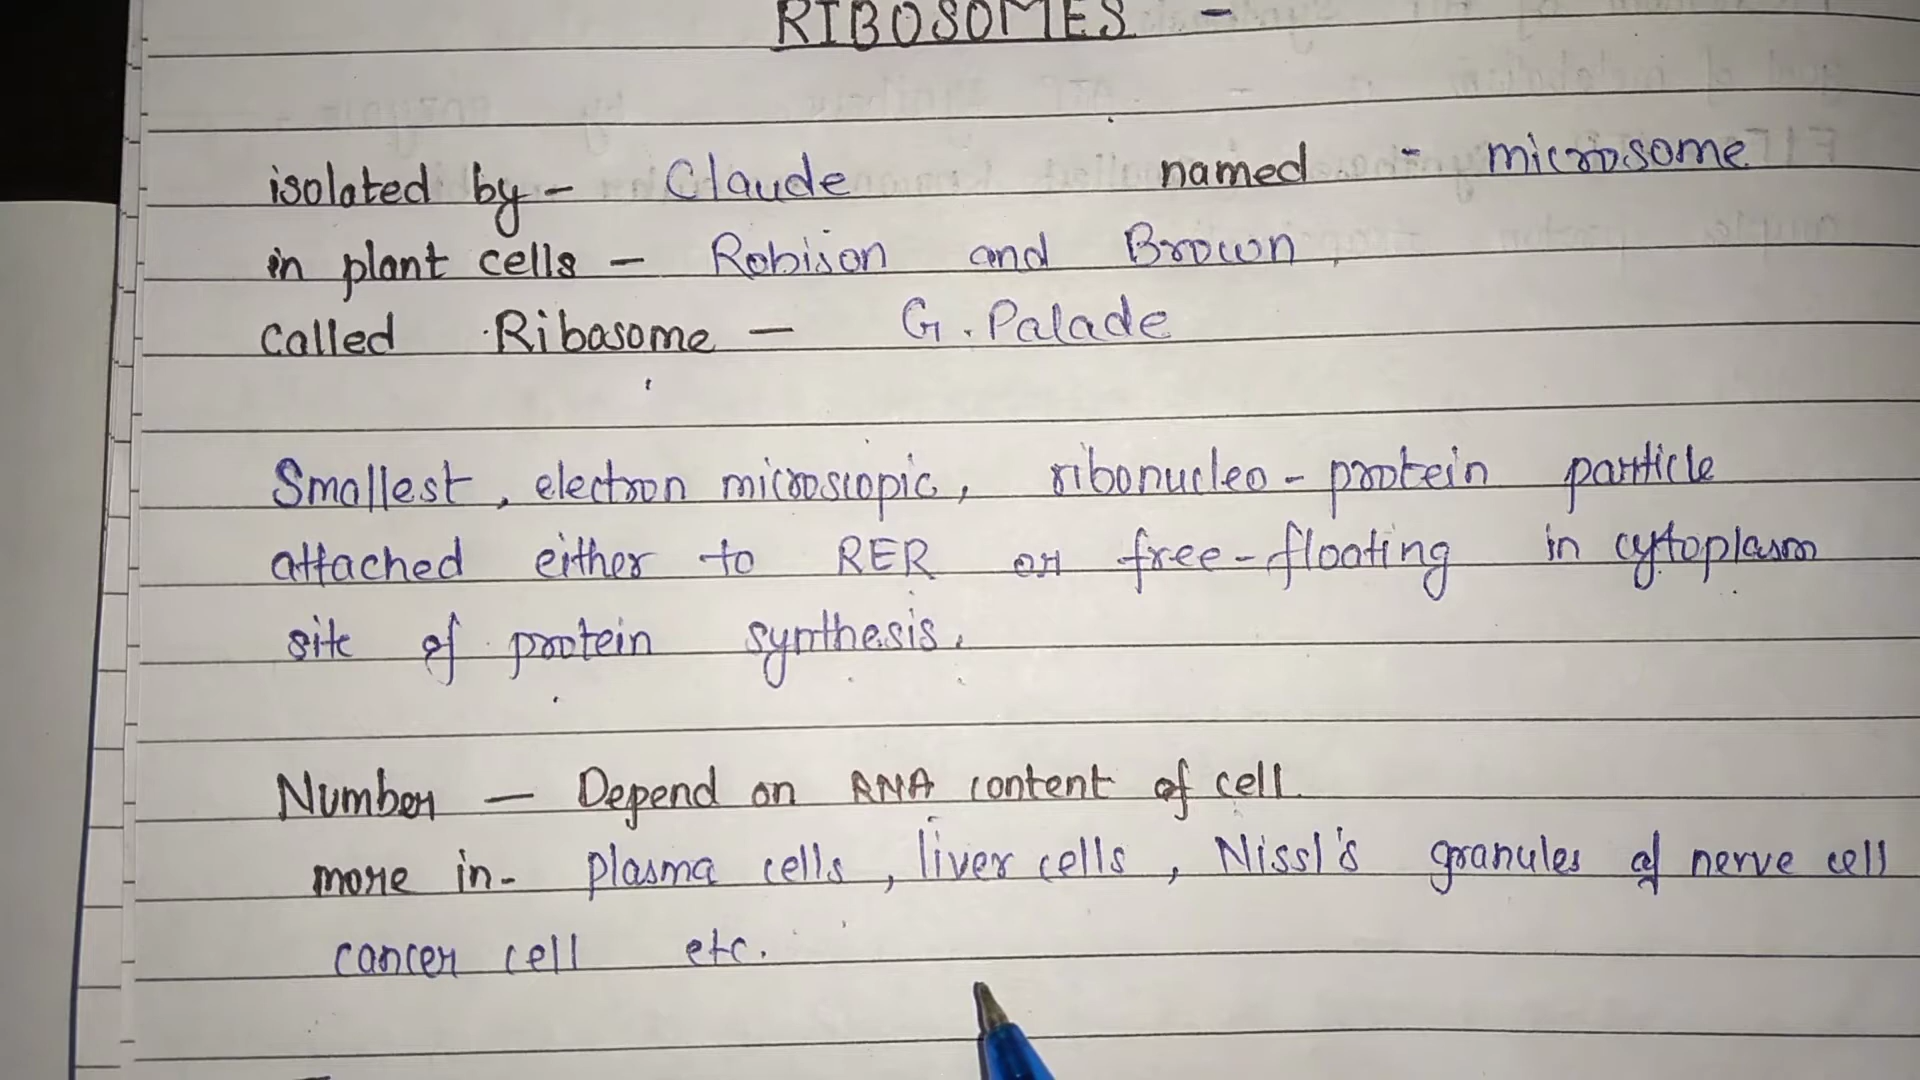 RIBOSOMES -
isolated by - Claude named - microsome
in plant cells - Robison and Brown
called Ribasome - G. Palade
Smallest, electron microscopic, ribonucleo - protein particle
attached either to RER or free-floating in cytoplasm
site of protein synthesis.
Number - Depend on RNA content of cell.
more in - plasma cells, liver cells, Nissl's granules of nerve cell
cancer cell etc.